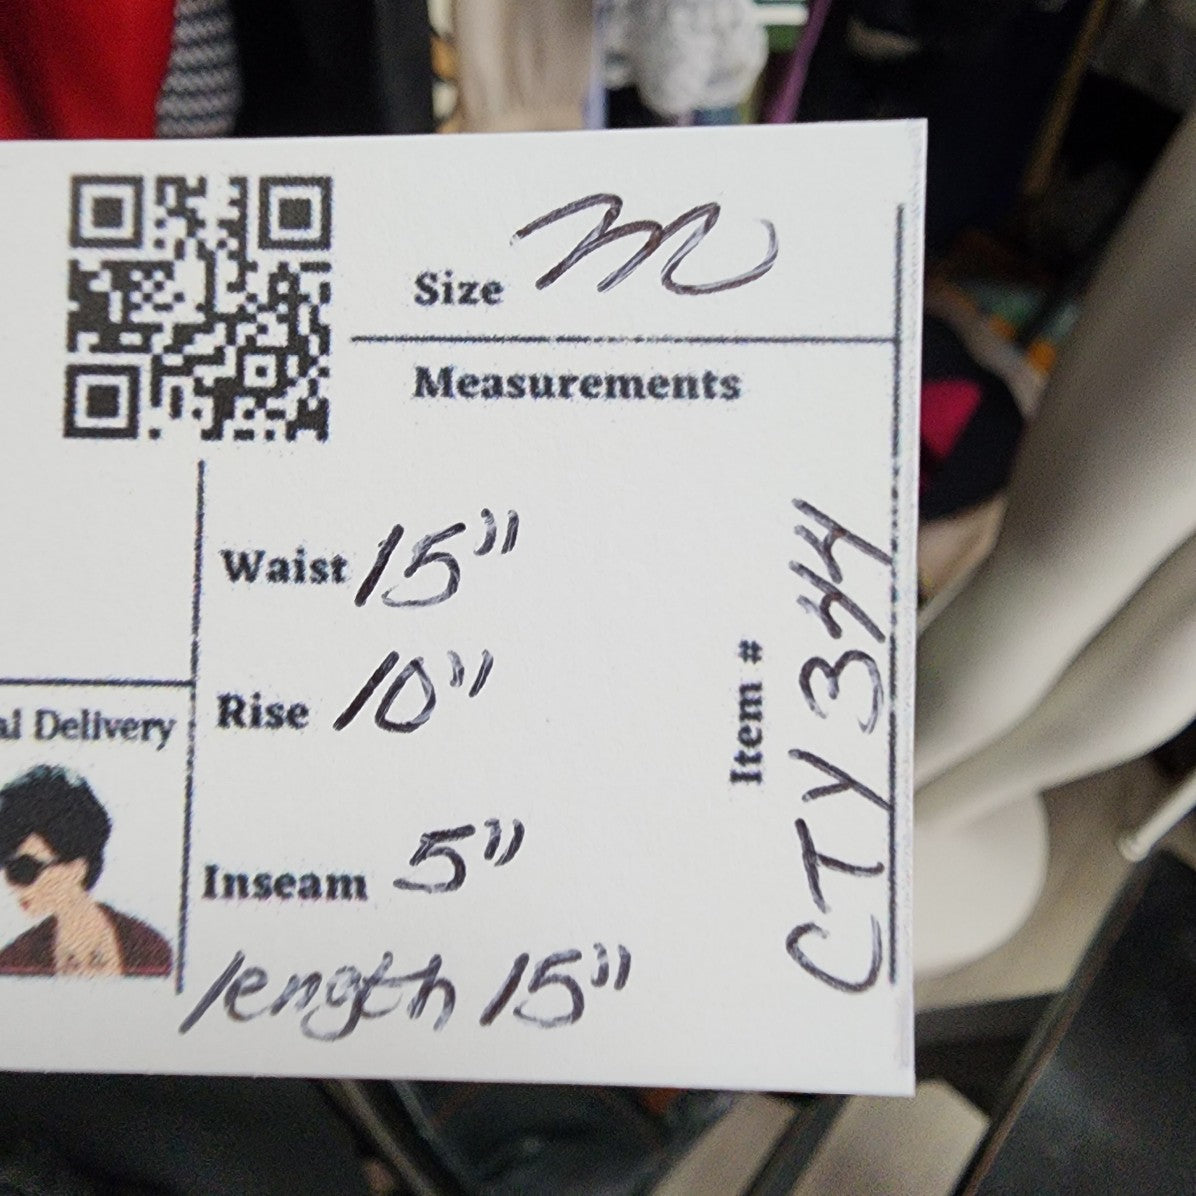 Size M
Measurements
Waist 15"
Rise 10"
Inseam 5"
length 15"
Item # CTY344
al Delivery